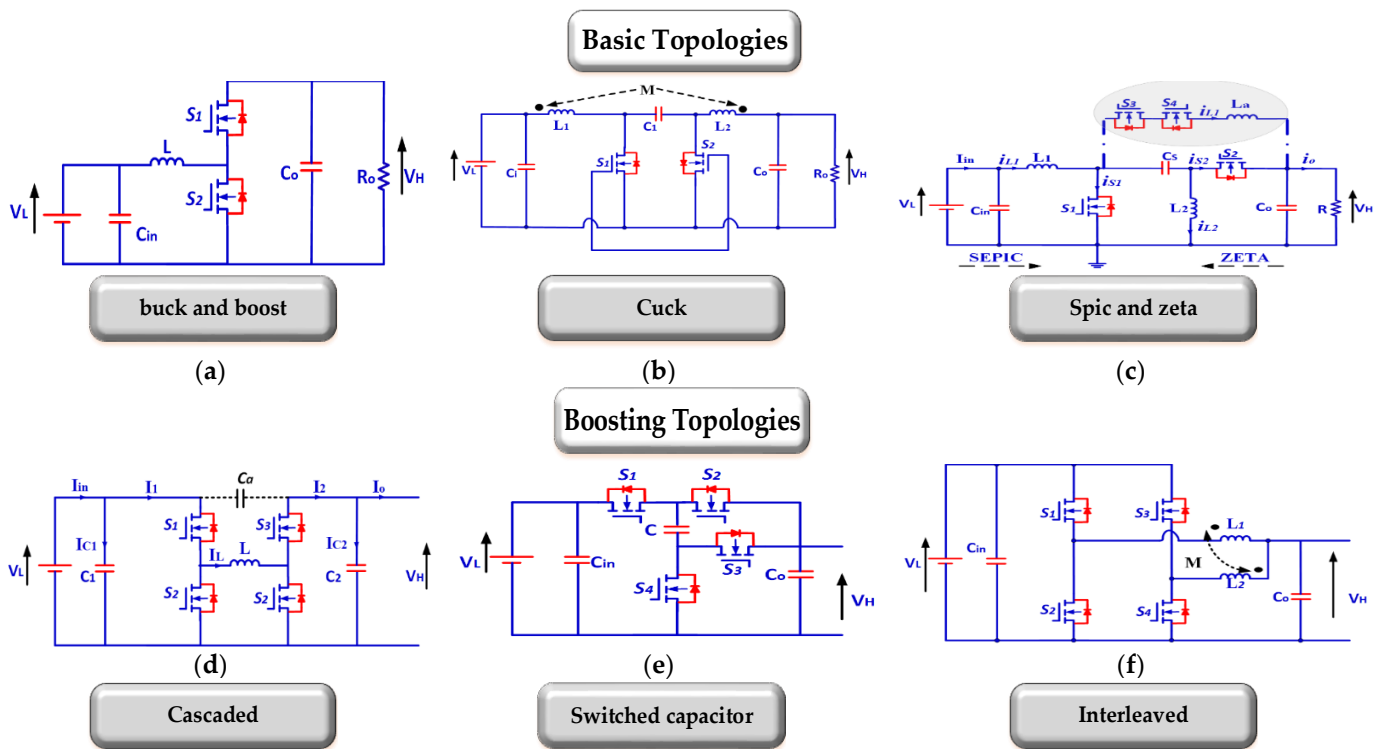 Basic Topologies
S1
L
S2
VL
Cin
Co
Ro
VH
buck and boost
(a)
M
L1
C1
L2
VL
Ci
S1
S2
Co
Ro
VH
Cuck
(b)
S3
S4
iL1
La
Iin
iL1
L1
Cs
iS2
S2
io
VL
Cin
iS1
S1
L2
iL2
Co
R
VH
SEPIC
ZETA
Spic and zeta
(c)
Boosting Topologies
Iin
I1
Ca
I2
Io
S1
S3
IC1
IL
L
IC2
VL
C1
S2
S2
C2
VH
(d)
Cascaded
S1
S2
C
VL
Cin
S3
S4
Co
VH
(e)
Switched capacitor
S1
S3
L1
Cin
VL
M
L2
S2
S4
Co
VH
(f)
Interleaved